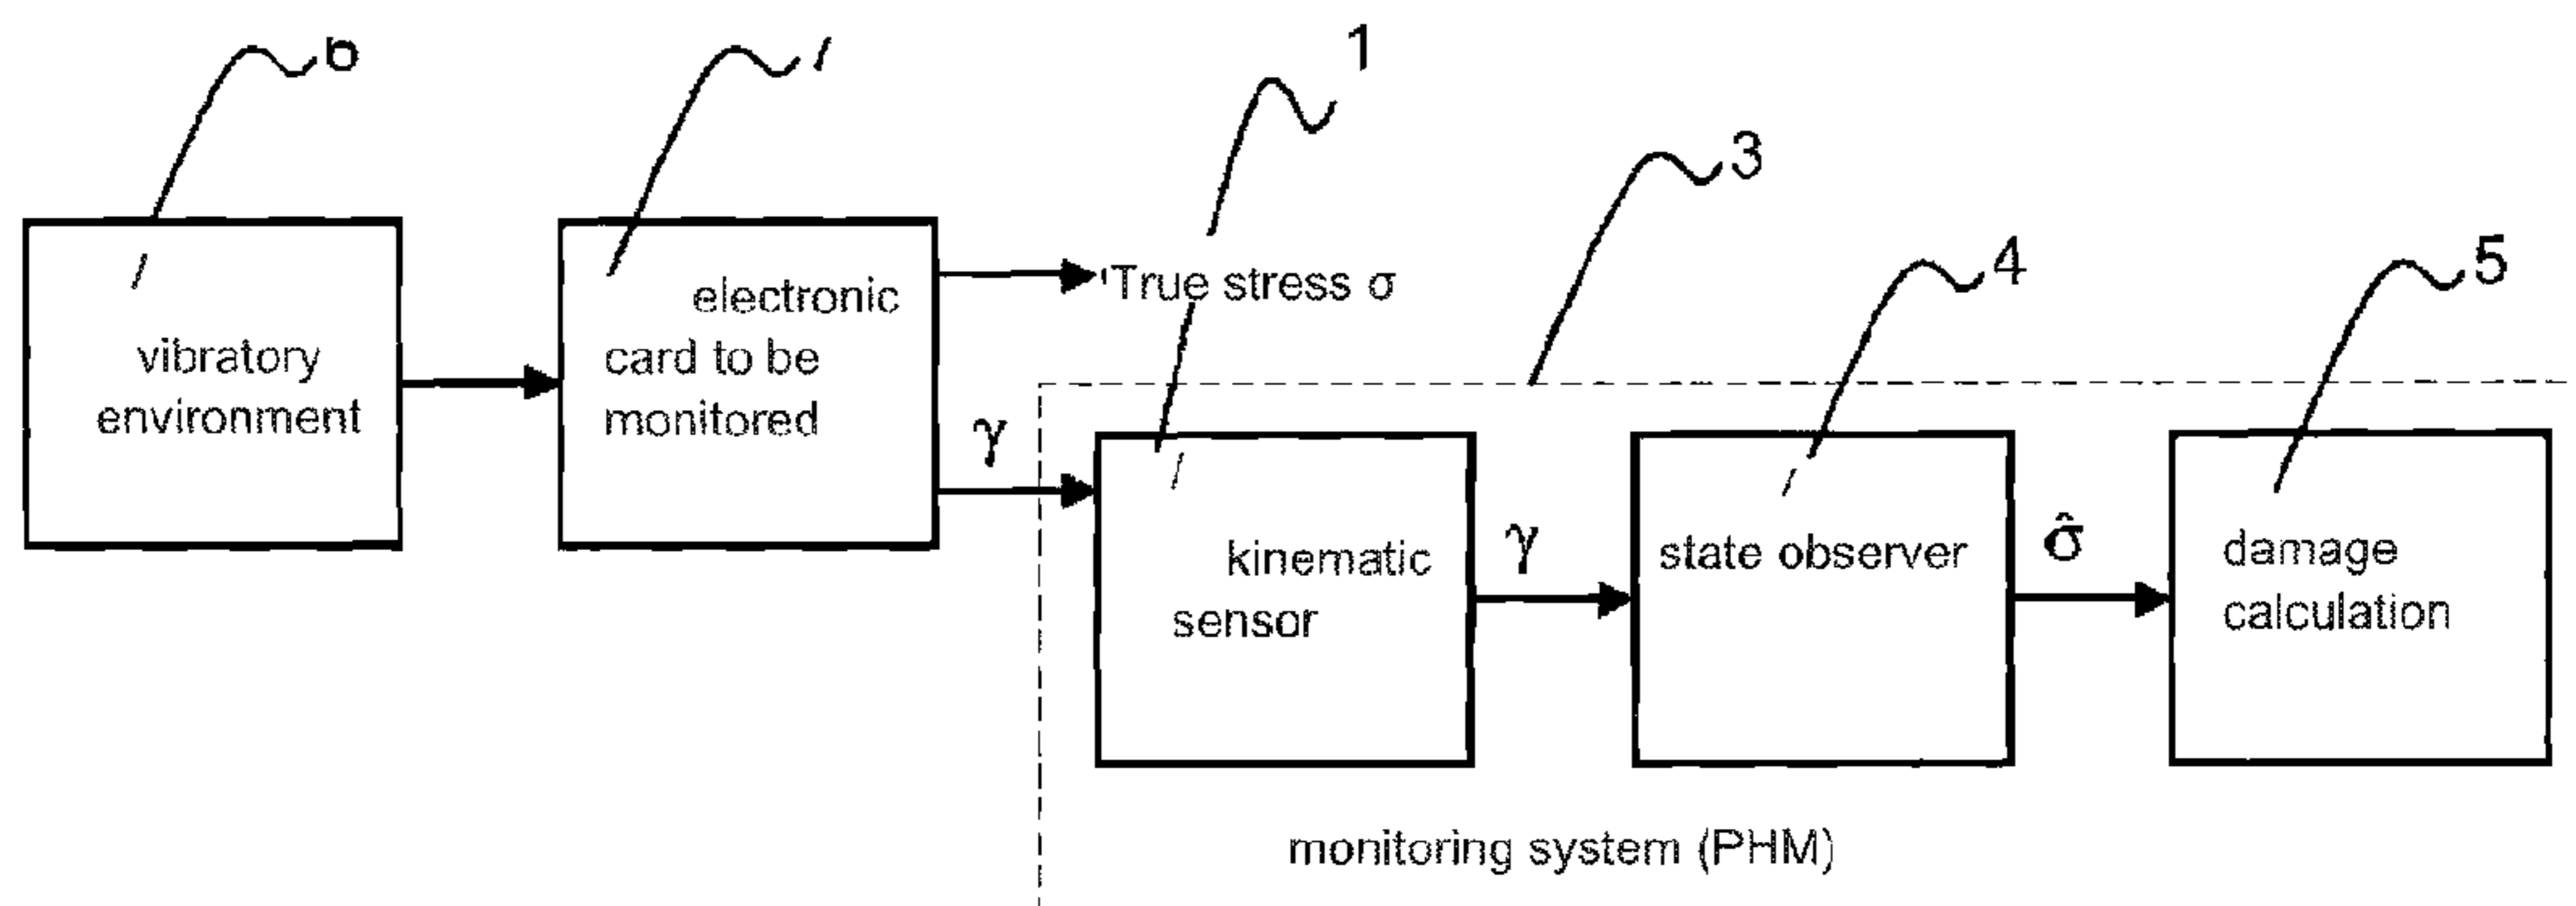 6
7
1
3
4
5
True stress σ
electronic
card to be
monitored
vibratory
environment
γ
kinematic
sensor
γ
state observer
σ̂
damage
calculation
monitoring system (PHM)